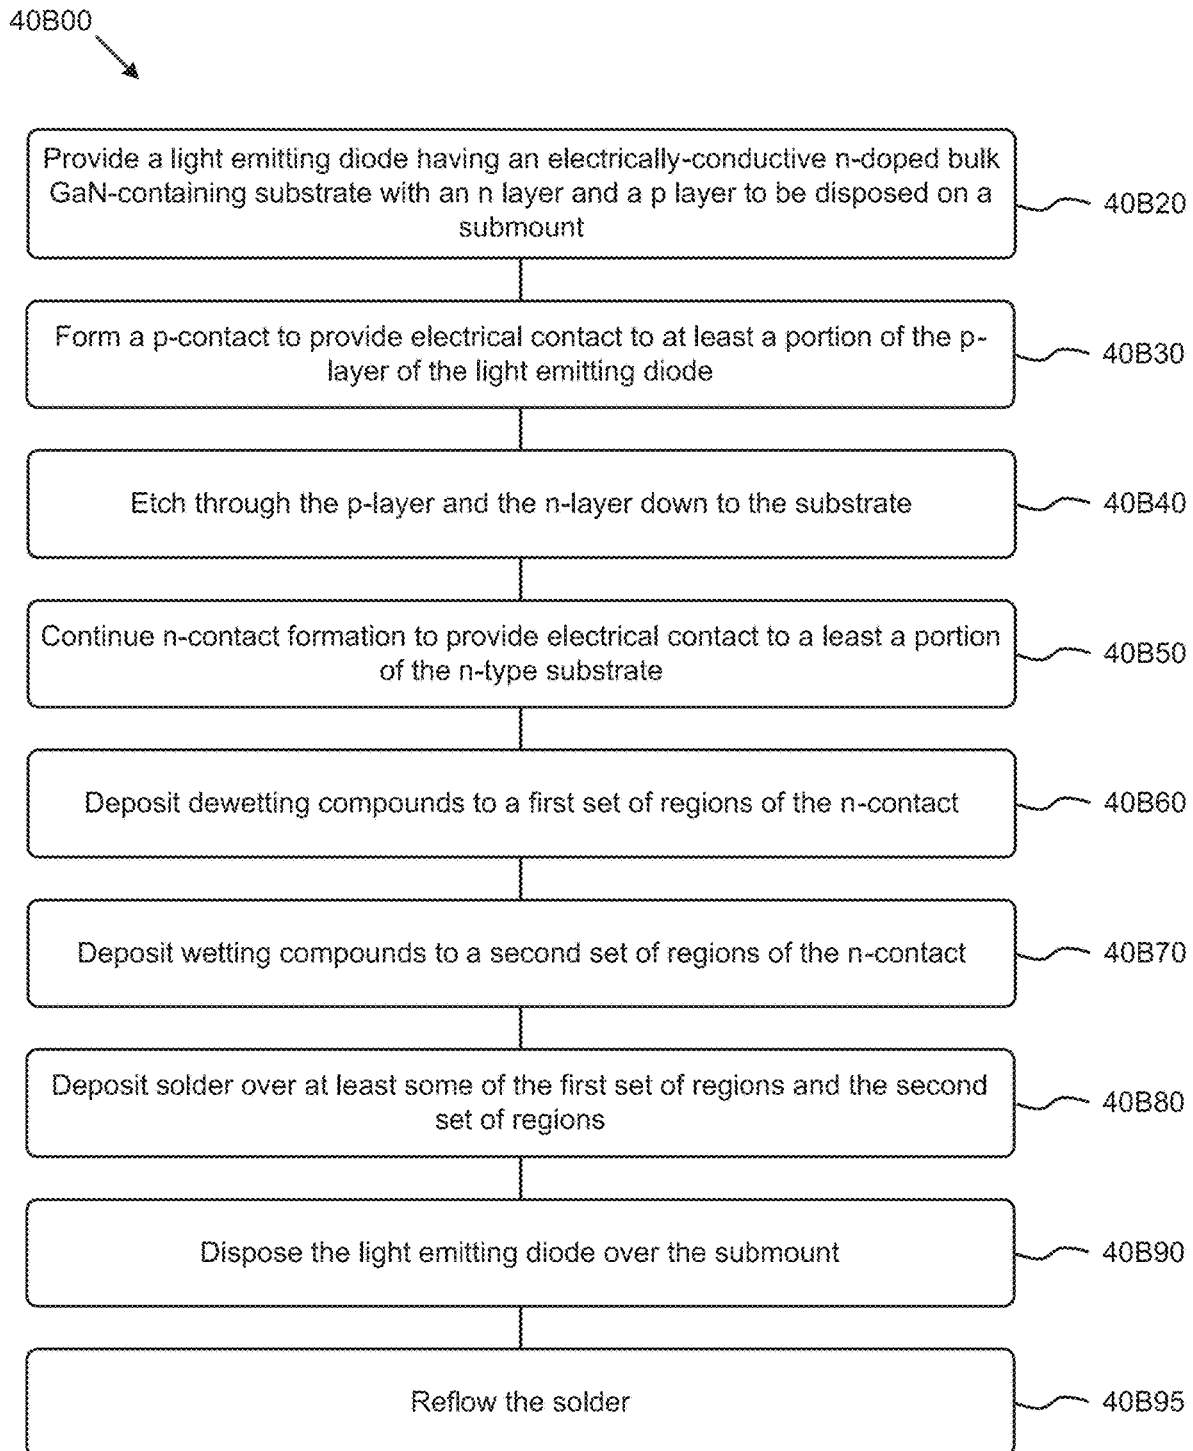 40B00
Provide a light emitting diode having an electrically-conductive n-doped bulk
GaN-containing substrate with an n layer and a p layer to be disposed on a
submount
40B20
Form a p-contact to provide electrical contact to at least a portion of the p-
layer of the light emitting diode
40B30
Etch through the p-layer and the n-layer down to the substrate
40B40
Continue n-contact formation to provide electrical contact to a least a portion
of the n-type substrate
40B50
Deposit dewetting compounds to a first set of regions of the n-contact
40B60
Deposit wetting compounds to a second set of regions of the n-contact
40B70
Deposit solder over at least some of the first set of regions and the second
set of regions
40B80
Dispose the light emitting diode over the submount
40B90
Reflow the solder
40B95